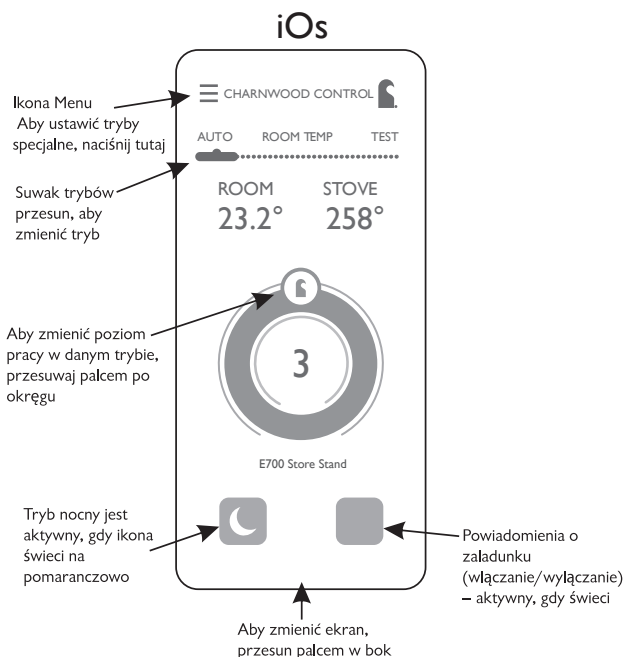 iOs
Ikona Menu
Aby ustawić tryby
specjalne, naciśnij tutaj
CHARNWOOD CONTROL
AUTO ROOM TEMP TEST
Suwak trybów
przesun, aby
zmienić tryb
ROOM STOVE
23.2° 258°
Aby zmienić poziom
pracy w danym trybie,
przesuwaj palcem po
okręgu
3
E700 Store Stand
Tryb nocny jest
aktywny, gdy ikona
świeci na
pomaranczowo
Powiadomienia o
zaladunku
(wlączanie/wylączanie)
– aktywny, gdy świeci
Aby zmienić ekran,
przesun palcem w bok